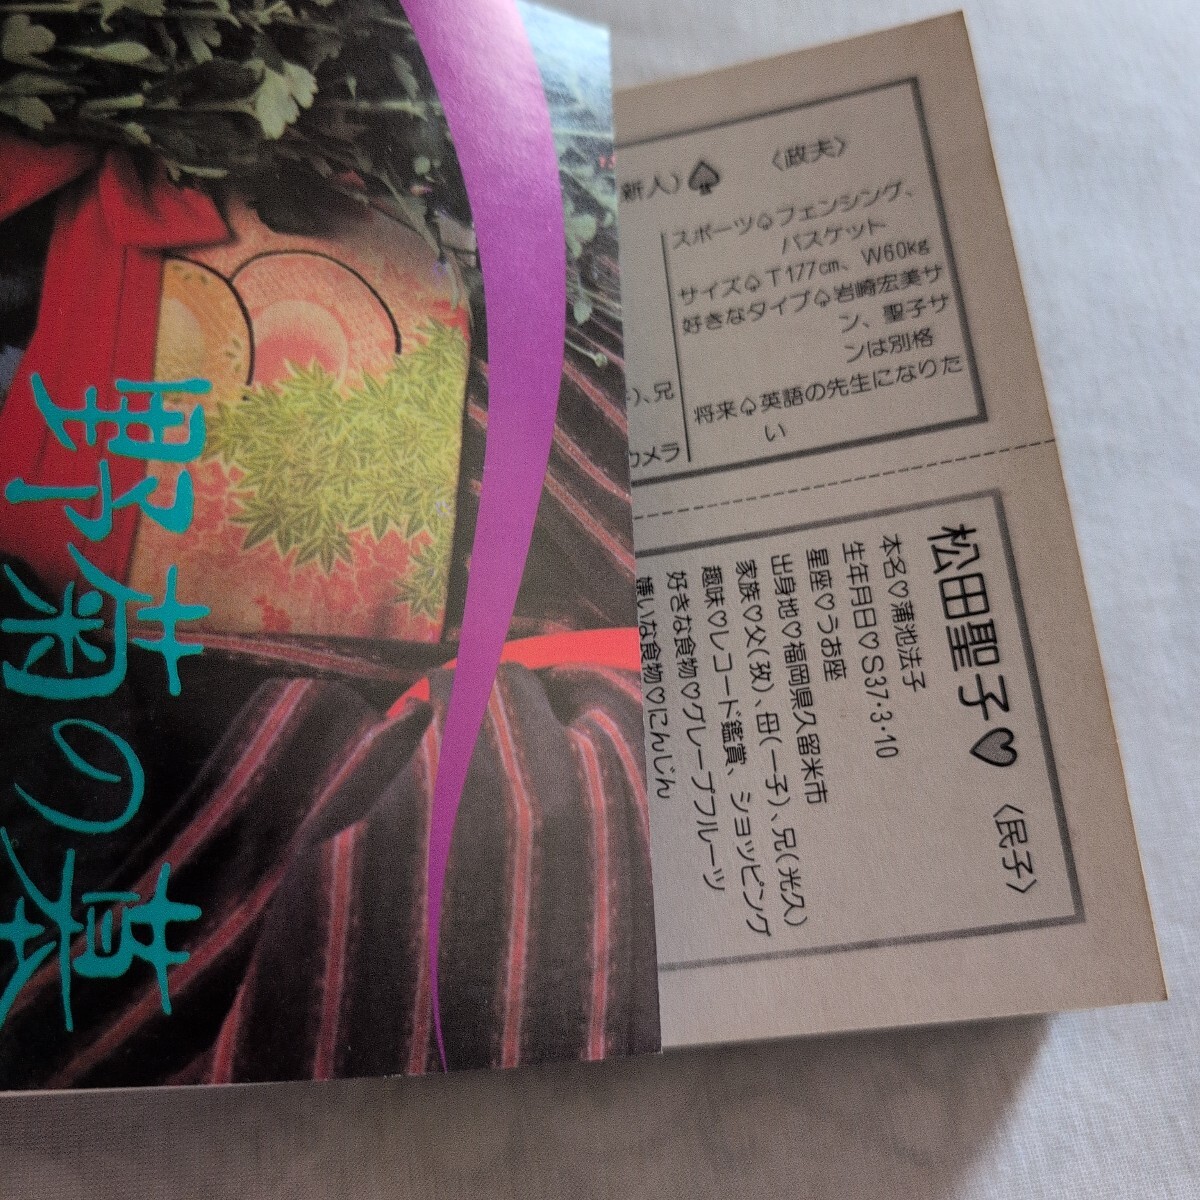 野菊の墓
新人)♠ 〈政夫〉
スポーツ♤フェンシング、
バスケット
サイズ♤T177cm、W60kg
好きなタイプ♤岩崎宏美サ
ン、聖子サ
ンは別格
将来♤英語の先生になりた
い
)、兄
カメラ
松田聖子♡ 〈民子〉
本名♡蒲池法子
生年月日♡S37・3・10
星座♡うお座
出身地♡福岡県久留米市
家族♡父(孜)、母(一子)、兄(光久)
趣味♡レコード鑑賞、ショッピング
好きな食物♡グレープフルーツ
嫌いな食物♡にんじん